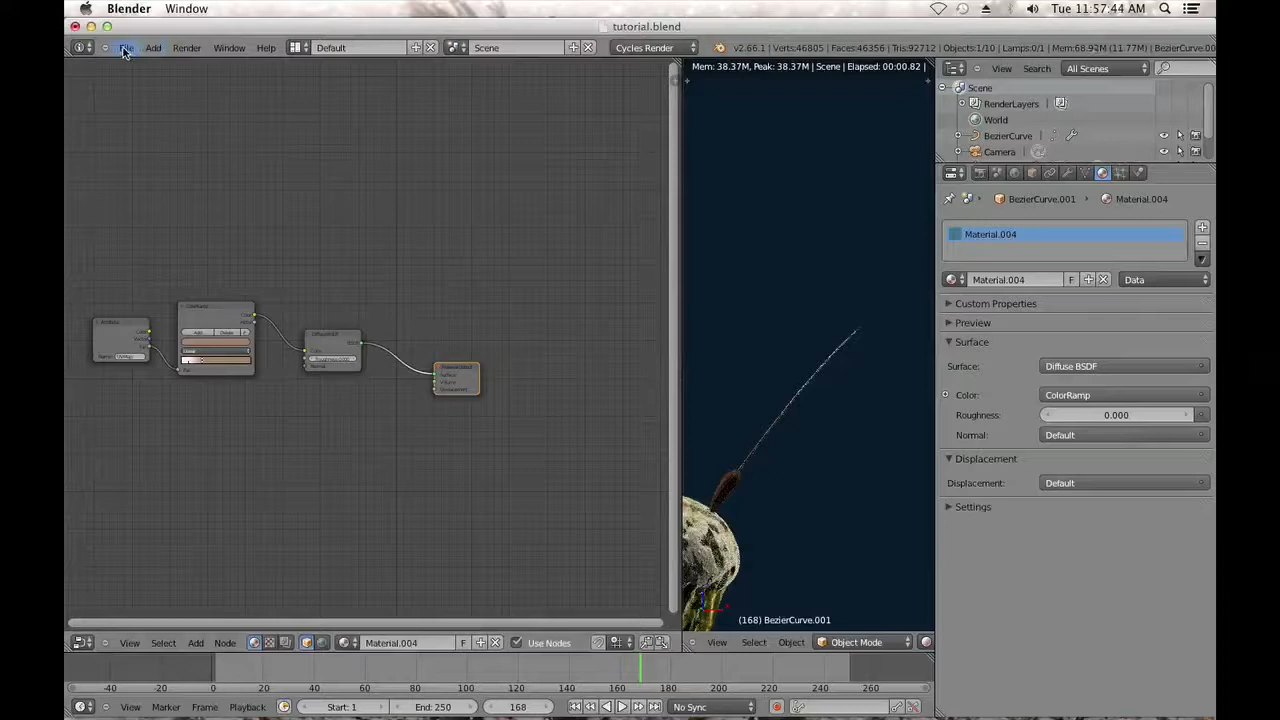 Blender Window Tue 11:57:44 AM
tutorial.blend
File Add Render Window Help Default Scene Cycles Render v2.66.1 | Verts:46805 | Faces:46356 | Tris:92712 | Objects:1/10 | Lamps:0/1 | Mem:68.92M (11.77M) | BezierCurve.00
Mem: 38.37M, Peak: 38.37M | Scene | Elapsed: 00:00.82 |
View Search All Scenes
Scene
RenderLayers
World
BezierCurve
Camera
BezierCurve.001 Material.004
Material.004
Material.004 F Data
Custom Properties
Preview
Surface
Surface: Diffuse BSDF
Color: ColorRamp
Roughness: 0.000
Normal: Default
Displacement
Displacement: Default
Settings
(168) BezierCurve.001
View Select Add Node Material.004 F Use Nodes
View Select Object Object Mode
-40 -20 0 20 40 60 80 100 120 140 160 180 200 220 240 260
View Marker Frame Playback Start: 1 End: 250 168 No Sync